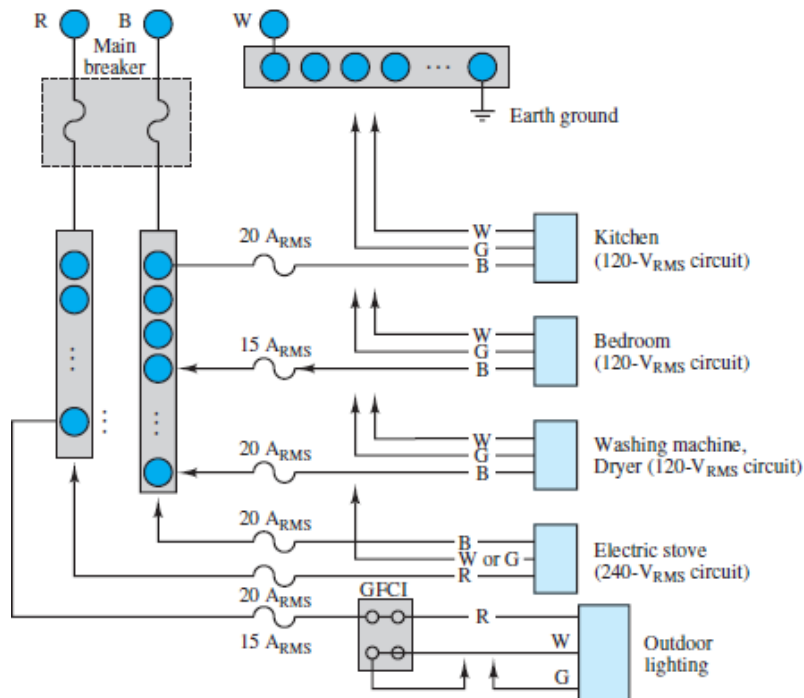 R B W
Main
breaker
...
Earth ground
20 A_RMS
W
G
B
Kitchen
(120-V_RMS circuit)
15 A_RMS
W
G
B
Bedroom
(120-V_RMS circuit)
20 A_RMS
W
G
B
Washing machine,
Dryer (120-V_RMS circuit)
20 A_RMS
B
W or G
R
Electric stove
(240-V_RMS circuit)
20 A_RMS
GFCI
15 A_RMS
R
W
G
Outdoor
lighting